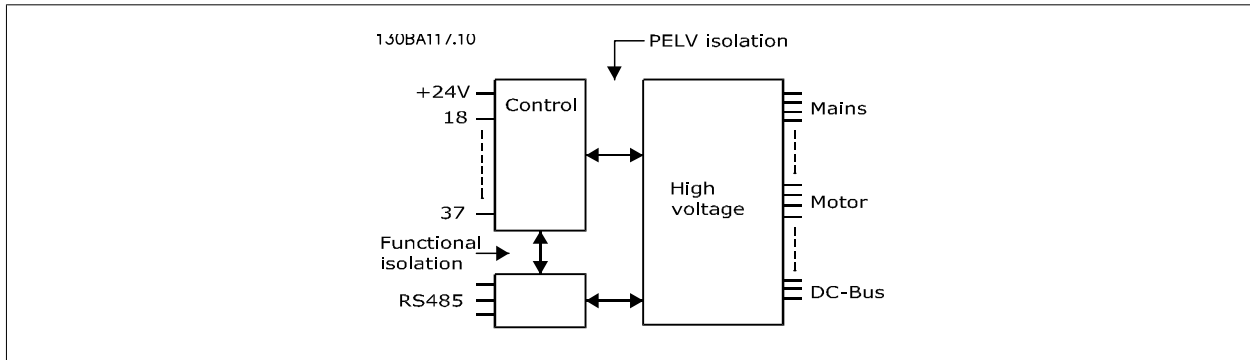 130BA117.10
PELV isolation
+24V
Control
18
Mains
High
voltage
37
Motor
Functional
isolation
RS485
DC-Bus